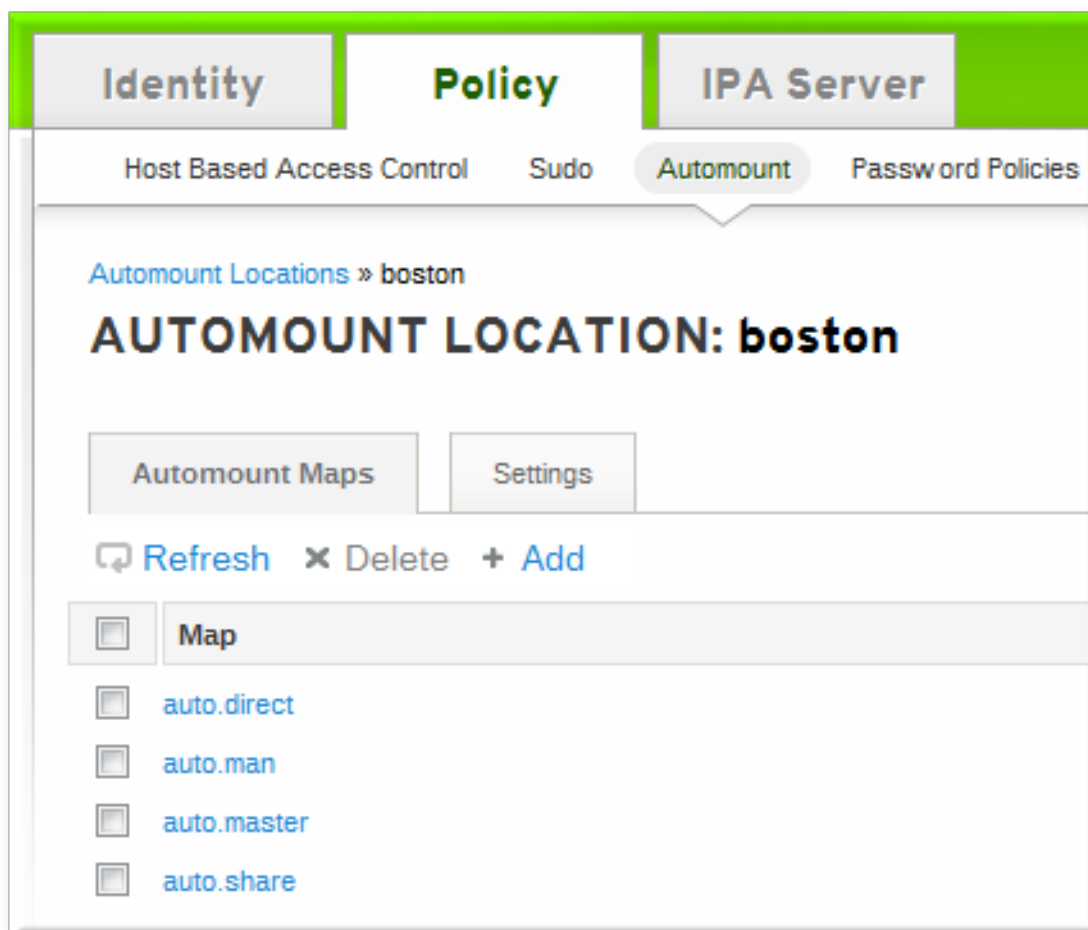 Identity Policy IPA Server
Host Based Access Control Sudo Automount Password Policies
Automount Locations » boston
AUTOMOUNT LOCATION: boston
Automount Maps Settings
Refresh Delete + Add
Map
auto.direct
auto.man
auto.master
auto.share